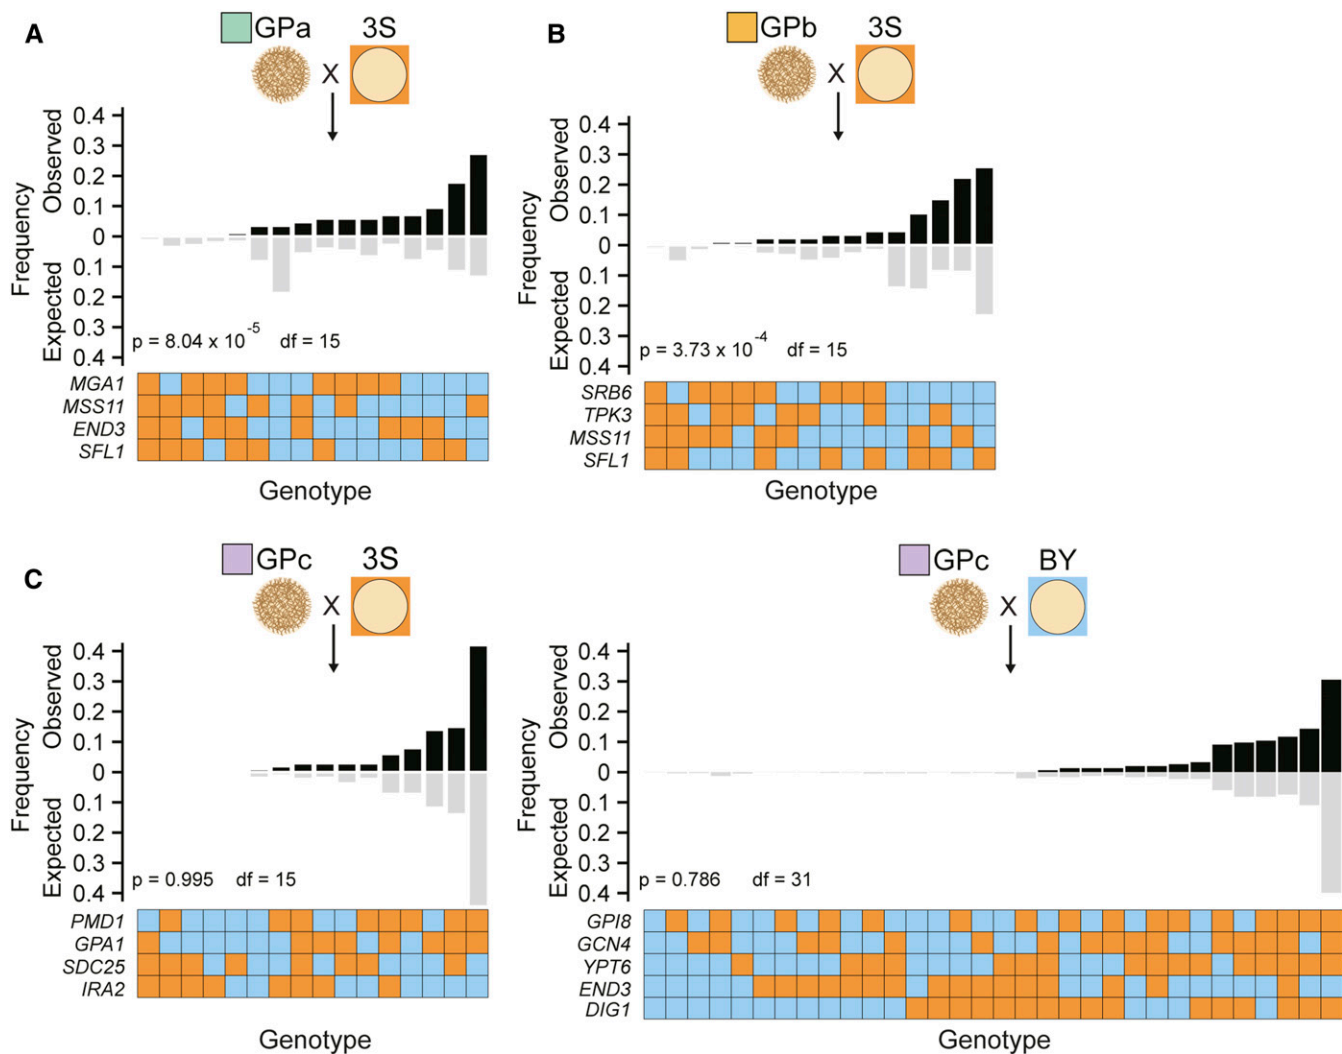 A
GPa 3S
X
Observed
Expected
Frequency
0.4
0.3
0.2
0.1
0
0.1
0.2
0.3
0.4
p = 8.04 x 10^-5 df = 15
MGA1
MSS11
END3
SFL1
Genotype
B
GPb 3S
X
Observed
Expected
Frequency
0.4
0.3
0.2
0.1
0
0.1
0.2
0.3
0.4
p = 3.73 x 10^-4 df = 15
SRB6
TPK3
MSS11
SFL1
Genotype
C
GPc 3S
X
Observed
Expected
Frequency
0.4
0.3
0.2
0.1
0
0.1
0.2
0.3
0.4
p = 0.995 df = 15
PMD1
GPA1
SDC25
IRA2
Genotype
GPc BY
X
Observed
Expected
Frequency
0.4
0.3
0.2
0.1
0
0.1
0.2
0.3
0.4
p = 0.786 df = 31
GPI8
GCN4
YPT6
END3
DIG1
Genotype